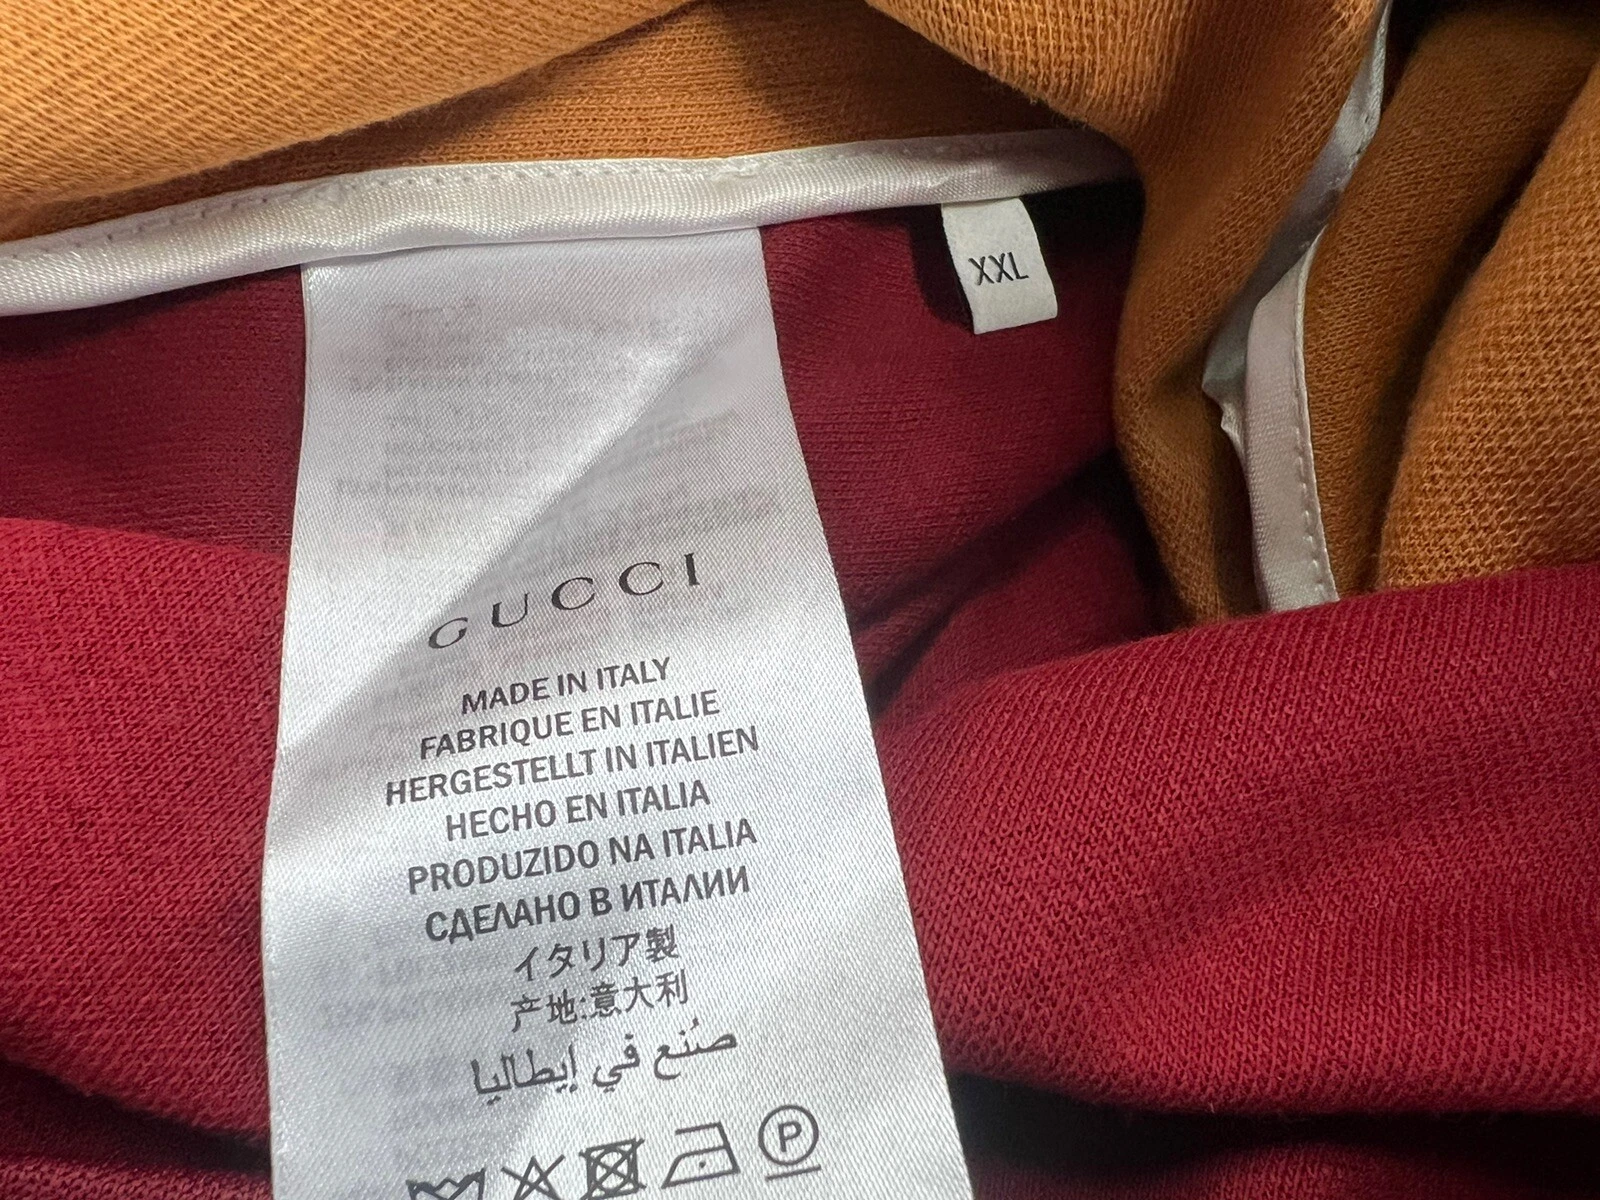 XXL
GUCCI
MADE IN ITALY
FABRIQUE EN ITALIE
HERGESTELLT IN ITALIEN
HECHO EN ITALIA
PRODUZIDO NA ITALIA
СДЕЛАНО В ИТАЛИИ
イタリア製
产地:意大利
صُنع في إيطاليا
P